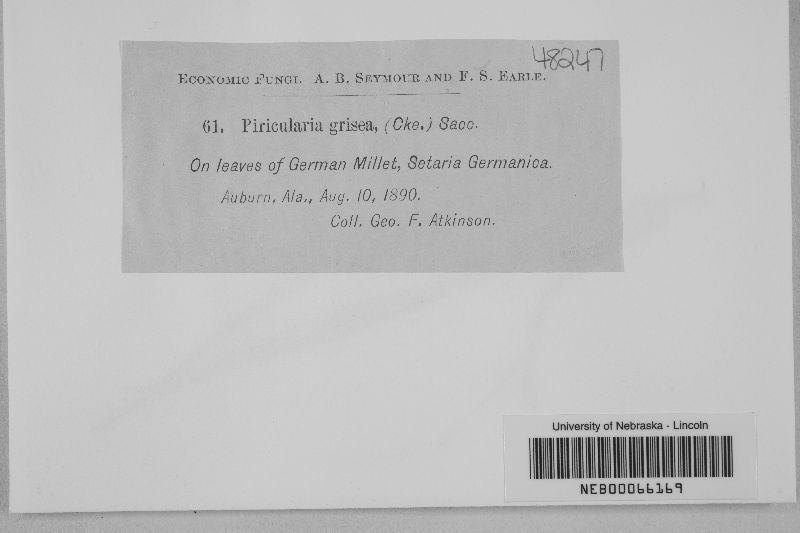 48247
ECONOMIC FUNGI. A. B. SEYMOUR AND F. S. EARLE.
61. Piricularia grisea, (Cke.) Sacc.
On leaves of German Millet, Setaria Germanica.
Auburn, Ala., Aug. 10, 1890.
Coll. Geo. F. Atkinson.
University of Nebraska - Lincoln
NEB00066169